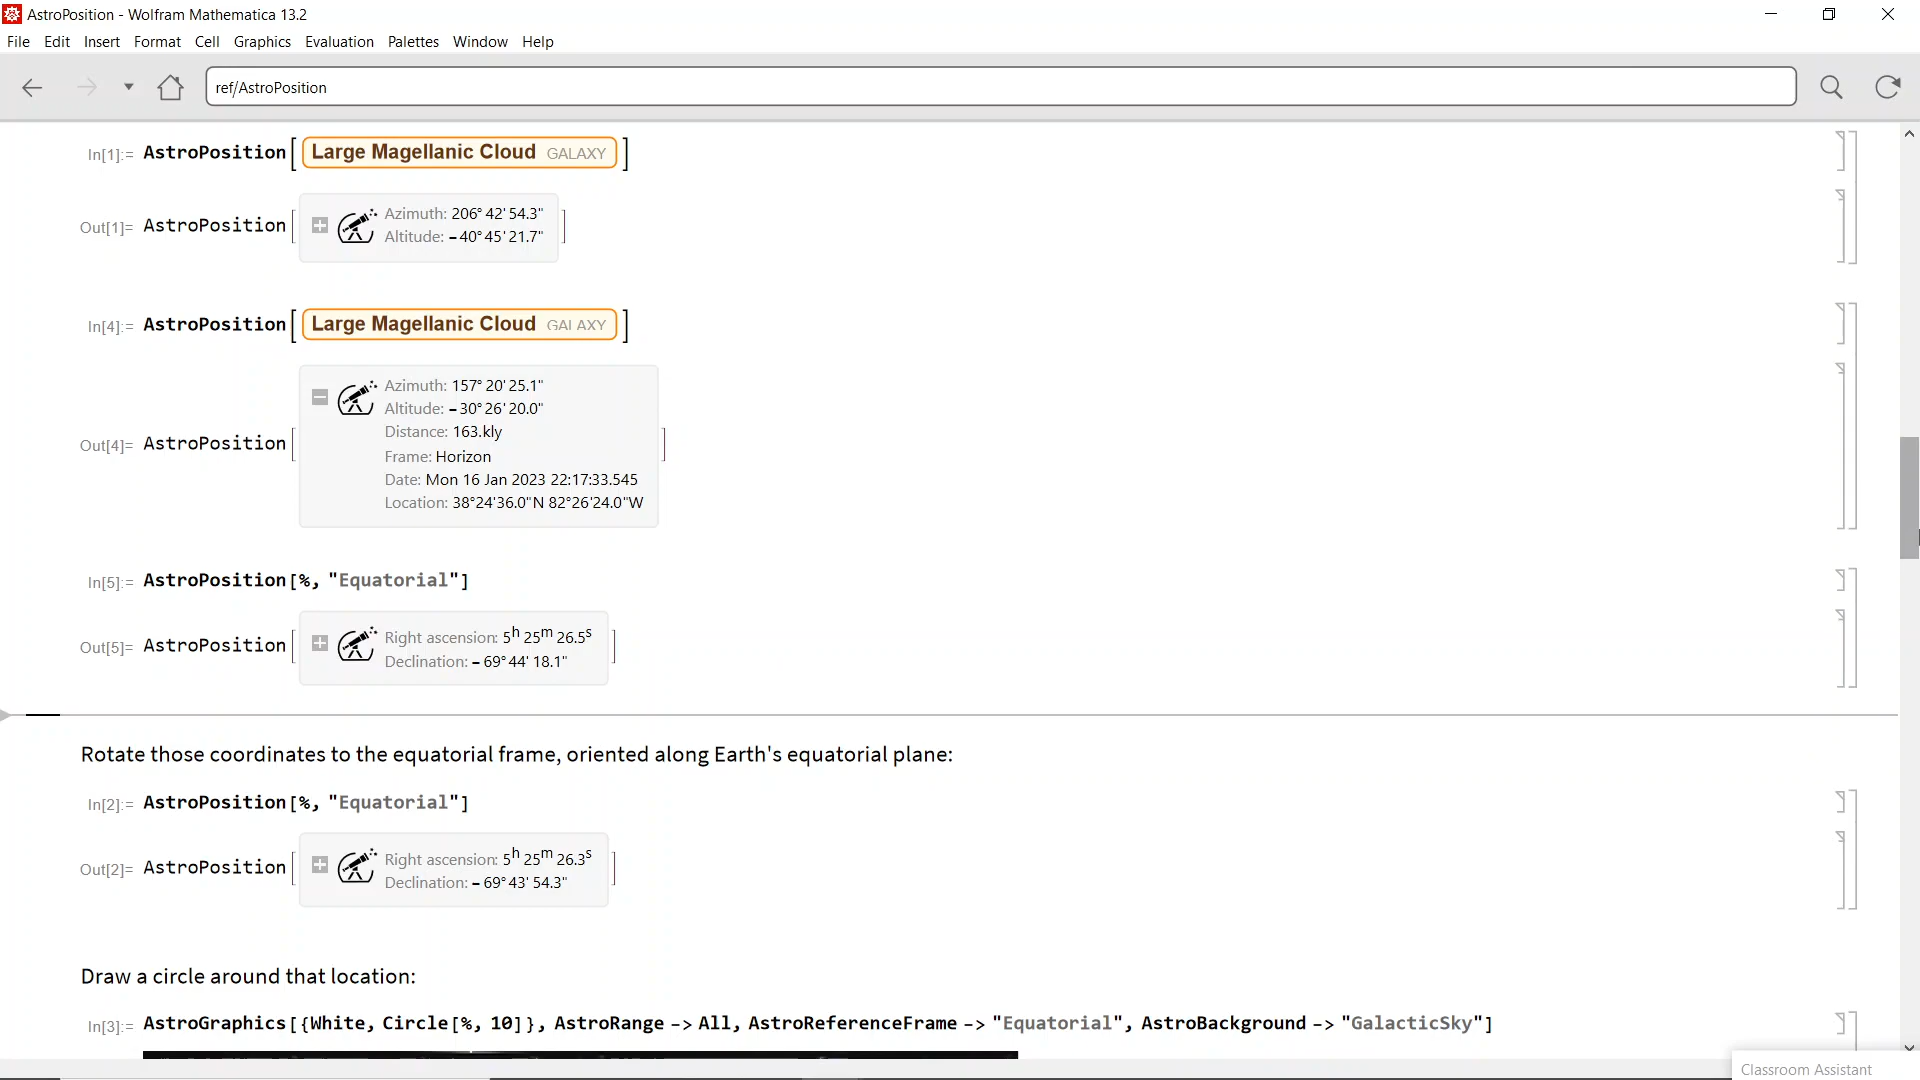 AstroPosition - Wolfram Mathematica 13.2
File Edit Insert Format Cell Graphics Evaluation Palettes Window Help
ref/AstroPosition
In[1]:= AstroPosition[Large Magellanic Cloud GALAXY]
Out[1]= AstroPosition[
Azimuth: 206° 42' 54.3"
Altitude: -40° 45' 21.7"
]
In[4]:= AstroPosition[Large Magellanic Cloud GALAXY]
Out[4]= AstroPosition[
Azimuth: 157° 20' 25.1"
Altitude: -30° 26' 20.0"
Distance: 163.kly
Frame: Horizon
Date: Mon 16 Jan 2023 22:17:33.545
Location: 38°24'36.0"N 82°26'24.0"W
]
In[5]:= AstroPosition[%, "Equatorial"]
Out[5]= AstroPosition[
Right ascension: 5h 25m 26.5s
Declination: -69° 44' 18.1"
]
Rotate those coordinates to the equatorial frame, oriented along Earth's equatorial plane:
In[2]:= AstroPosition[%, "Equatorial"]
Out[2]= AstroPosition[
Right ascension: 5h 25m 26.3s
Declination: -69° 43' 54.3"
]
Draw a circle around that location:
In[3]:= AstroGraphics[{White, Circle[%, 10]}, AstroRange -> All, AstroReferenceFrame -> "Equatorial", AstroBackground -> "GalacticSky"]
Classroom Assistant